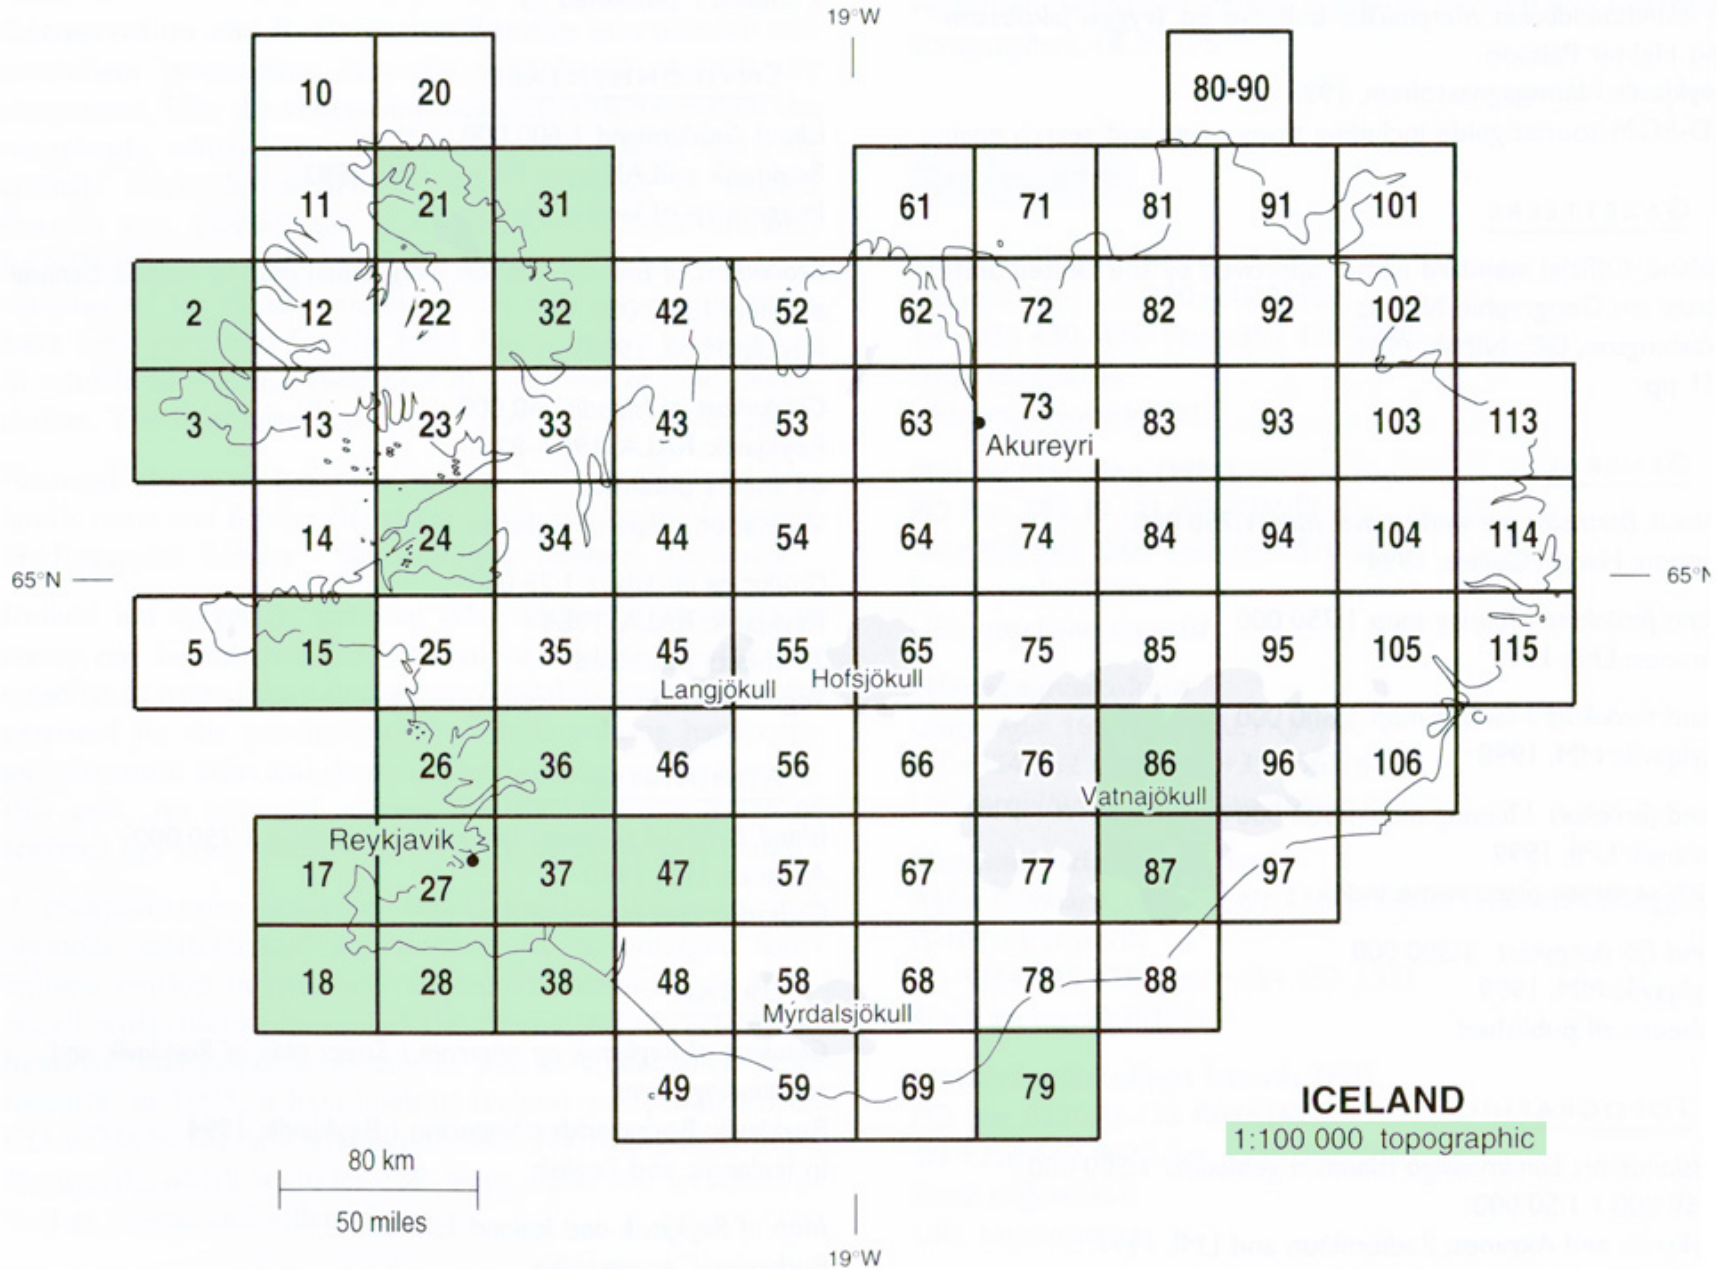 19°W
10 20 80-90
11 21 31 61 71 81 91 101
2 12 22 32 42 52 62 72 82 92 102
3 13 23 33 43 53 63 73 83 93 103 113
Akureyri
14 24 34 44 54 64 74 84 94 104 114
65°N 65°N
5 15 25 35 45 55 65 75 85 95 105 115
Langjökull Hofsjökull
26 36 46 56 66 76 86 96 106
Vatnajökull
Reykjavik
17 27 37 47 57 67 77 87 97
18 28 38 48 58 68 78 88
Mýrdalsjökull
49 59 69 79
ICELAND
1:100 000 topographic
80 km
50 miles
19°W